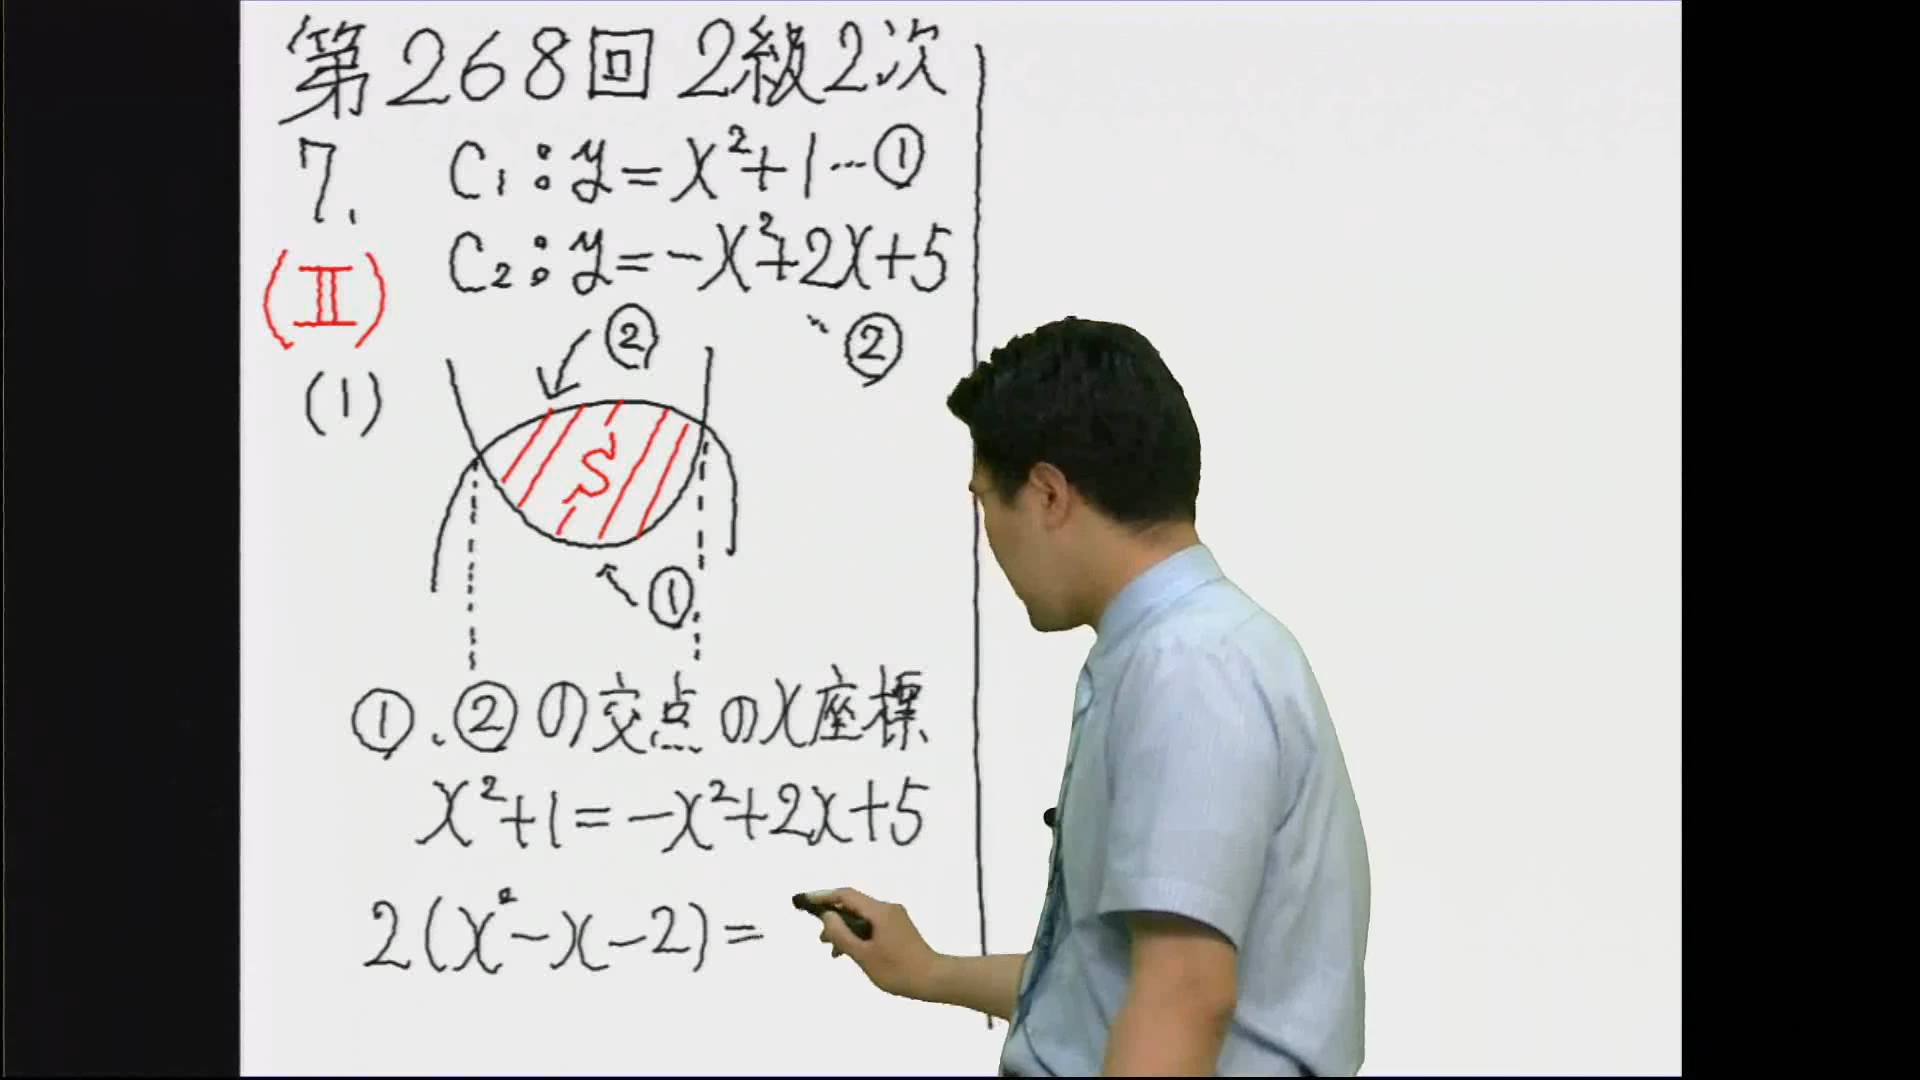 第268回 2級2次
7. C₁:y=x²+1…①
C₂:y=-x²+2x+5
…②
(Ⅱ)
②
(1)
S
①
①.②の交点のx座標
x²+1=-x²+2x+5
2(x²-x-2)=